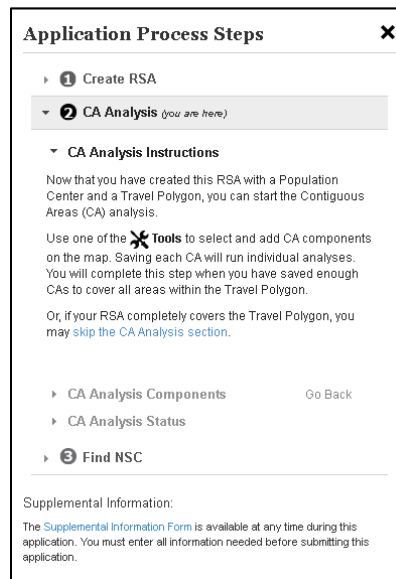 Application Process Steps
1 Create RSA
2 CA Analysis (you are here)
CA Analysis Instructions
Now that you have created this RSA with a Population
Center and a Travel Polygon, you can start the Contiguous
Areas (CA) analysis.
Use one of the Tools to select and add CA components
on the map. Saving each CA will run individual analyses.
You will complete this step when you have saved enough
CAs to cover all areas within the Travel Polygon.
Or, if your RSA completely covers the Travel Polygon, you
may skip the CA Analysis section.
CA Analysis Components Go Back
CA Analysis Status
3 Find NSC
Supplemental Information:
The Supplemental Information Form is available at any time during this
application. You must enter all information needed before submitting this
application.